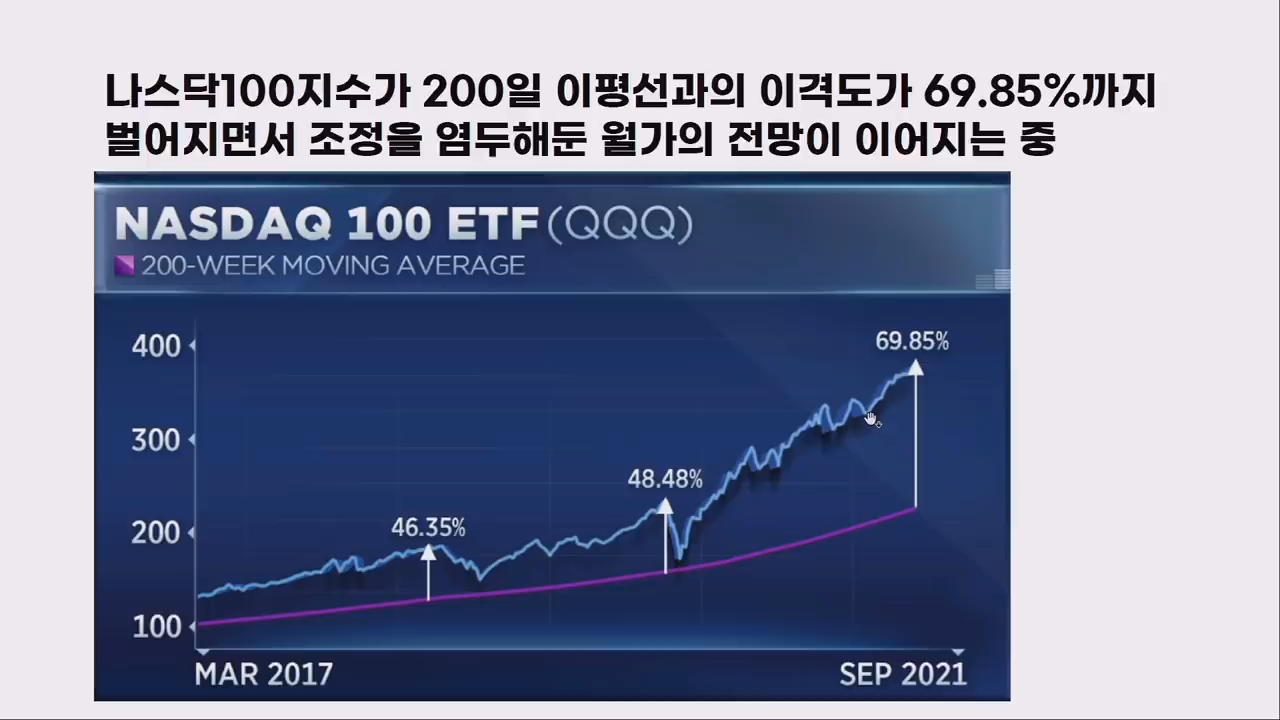 나스닥100지수가 200일 이평선과의 이격도가 69.85%까지
벌어지면서 조정을 염두해둔 월가의 전망이 이어지는 중
NASDAQ 100 ETF(QQQ)
200-WEEK MOVING AVERAGE
400
69.85%
300
48.48%
200
46.35%
100
MAR 2017
SEP 2021